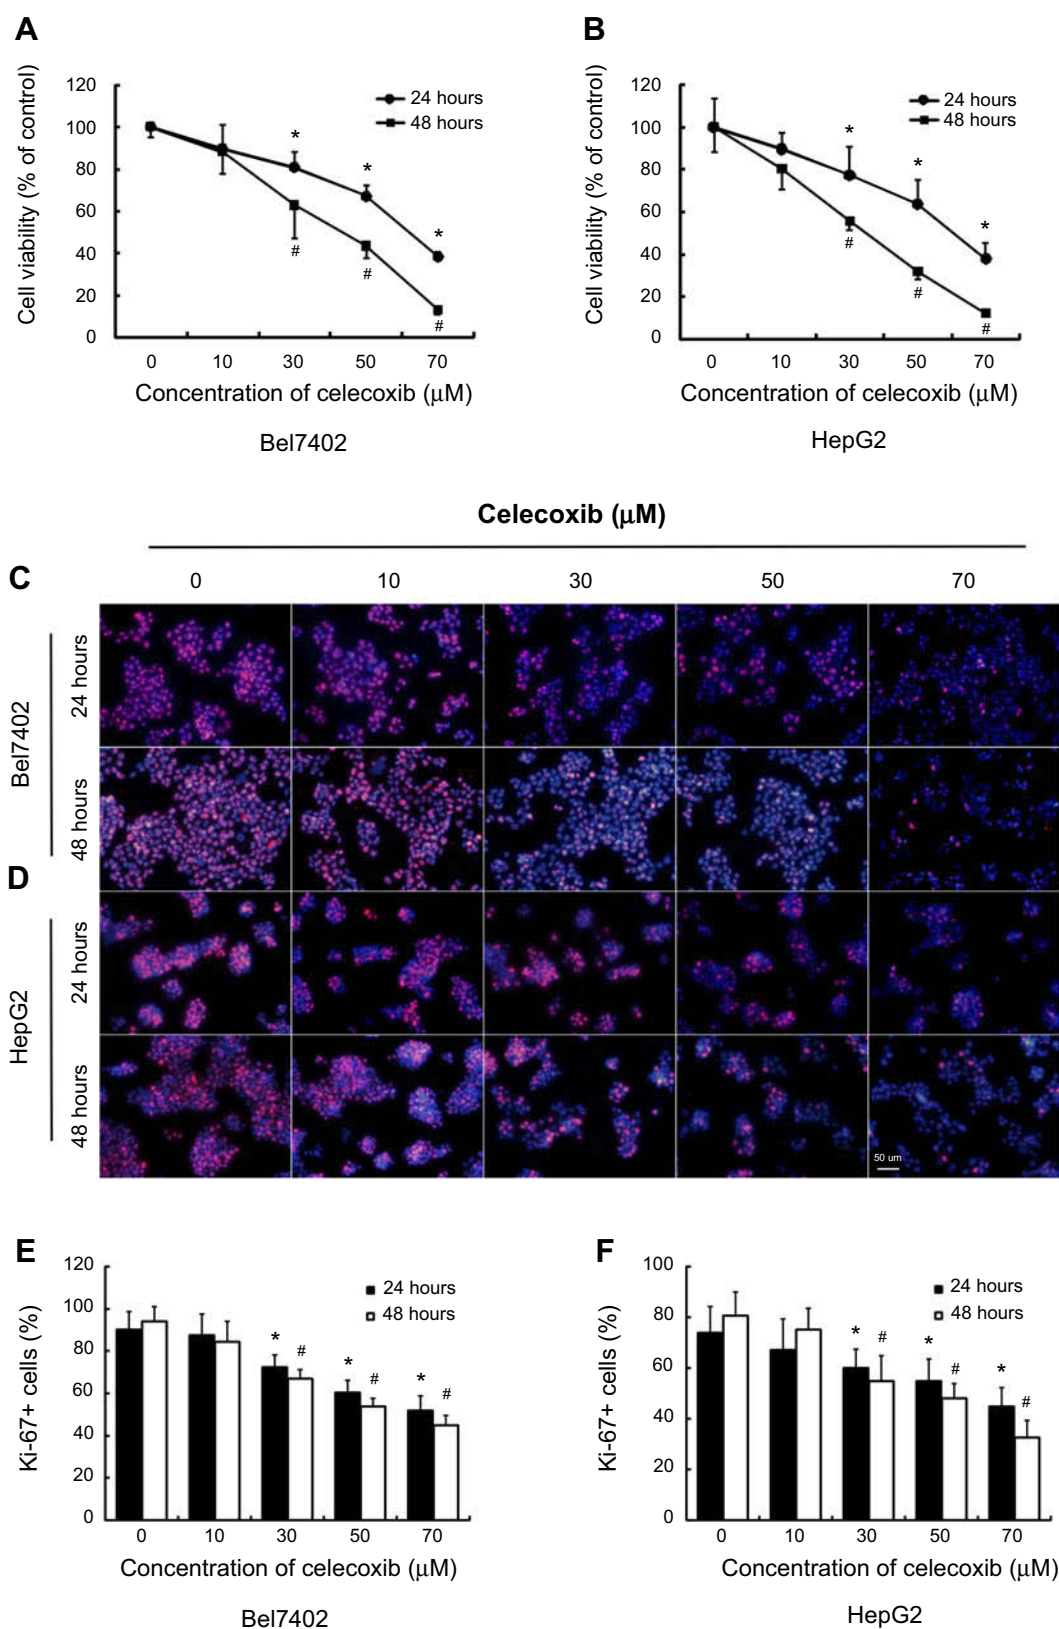 A
Cell viability (% of control)
120
100
80
60
40
20
0
24 hours
48 hours
*
*
*
#
#
#
0 10 30 50 70
Concentration of celecoxib (μM)
Bel7402
B
Cell viability (% of control)
120
100
80
60
40
20
0
24 hours
48 hours
*
*
*
#
#
#
0 10 30 50 70
Concentration of celecoxib (μM)
HepG2
Celecoxib (μM)
0 10 30 50 70
C
Bel7402
24 hours
48 hours
D
HepG2
24 hours
48 hours
50 um
E
Ki-67+ cells (%)
120
100
80
60
40
20
0
24 hours
48 hours
* #
* #
* #
0 10 30 50 70
Concentration of celecoxib (μM)
Bel7402
F
Ki-67+ cells (%)
100
80
60
40
20
0
24 hours
48 hours
* #
* #
* #
0 10 30 50 70
Concentration of celecoxib (μM)
HepG2